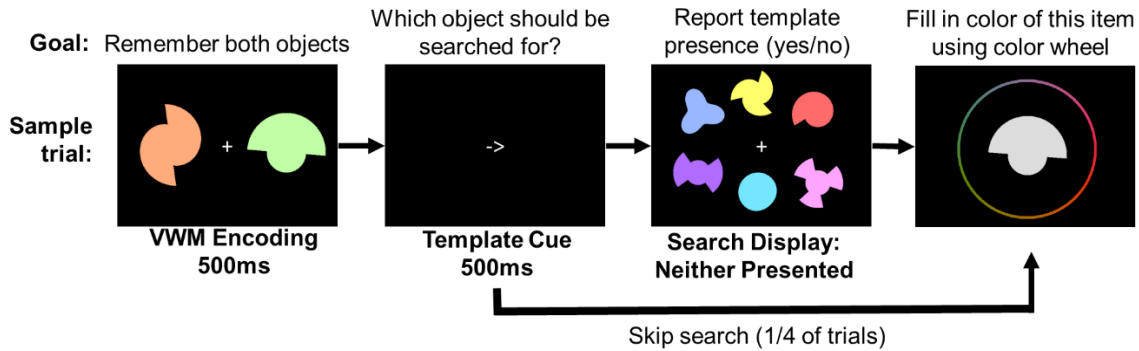 Goal:
Remember both objects
Which object should be
searched for?
Report template
presence (yes/no)
Fill in color of this item
using color wheel
Sample
trial:
+
->
+
VWM Encoding
500ms
Template Cue
500ms
Search Display:
Neither Presented
Skip search (1/4 of trials)